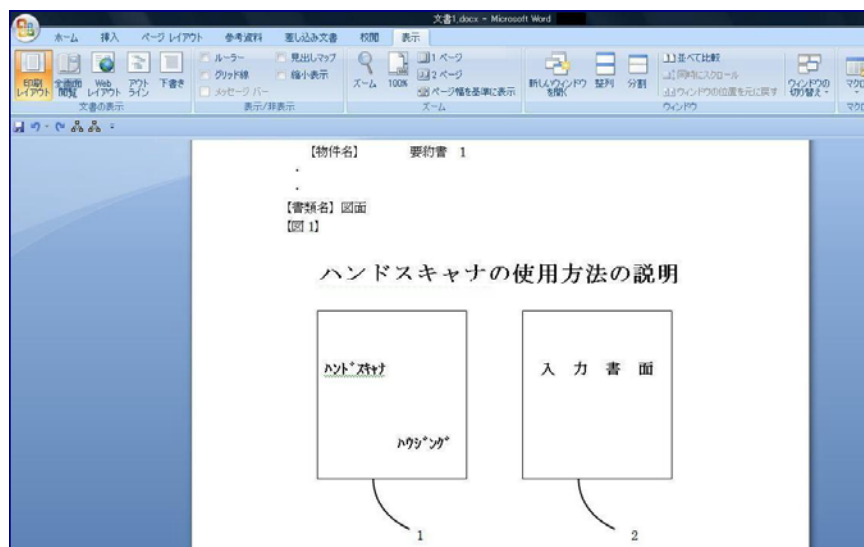 文書1.docx - Microsoft Word
ホーム 挿入 ページ レイアウト 参考資料 差し込み文書 校閲 表示
印刷レイアウト 全画面閲覧 Web レイアウト アウトライン 下書き
文書の表示
ルーラー
グリッド線
メッセージ バー
見出しマップ
縮小表示
表示/非表示
ズーム 100%
1 ページ
2 ページ
ページ幅を基準に表示
ズーム
新しいウィンドウを開く 整列 分割
並べて比較
同時にスクロール
ウィンドウの位置を元に戻す
ウィンドウの切り替え
ウィンドウ
マクロ
マクロ
【物件名】 要約書 1
・
・
【書類名】図面
【図1】
ハンドスキャナの使用方法の説明
ﾊﾝﾄﾞｽｷｬﾅ
ﾊｳｼﾞﾝｸﾞ
入 力 書 面
1
2